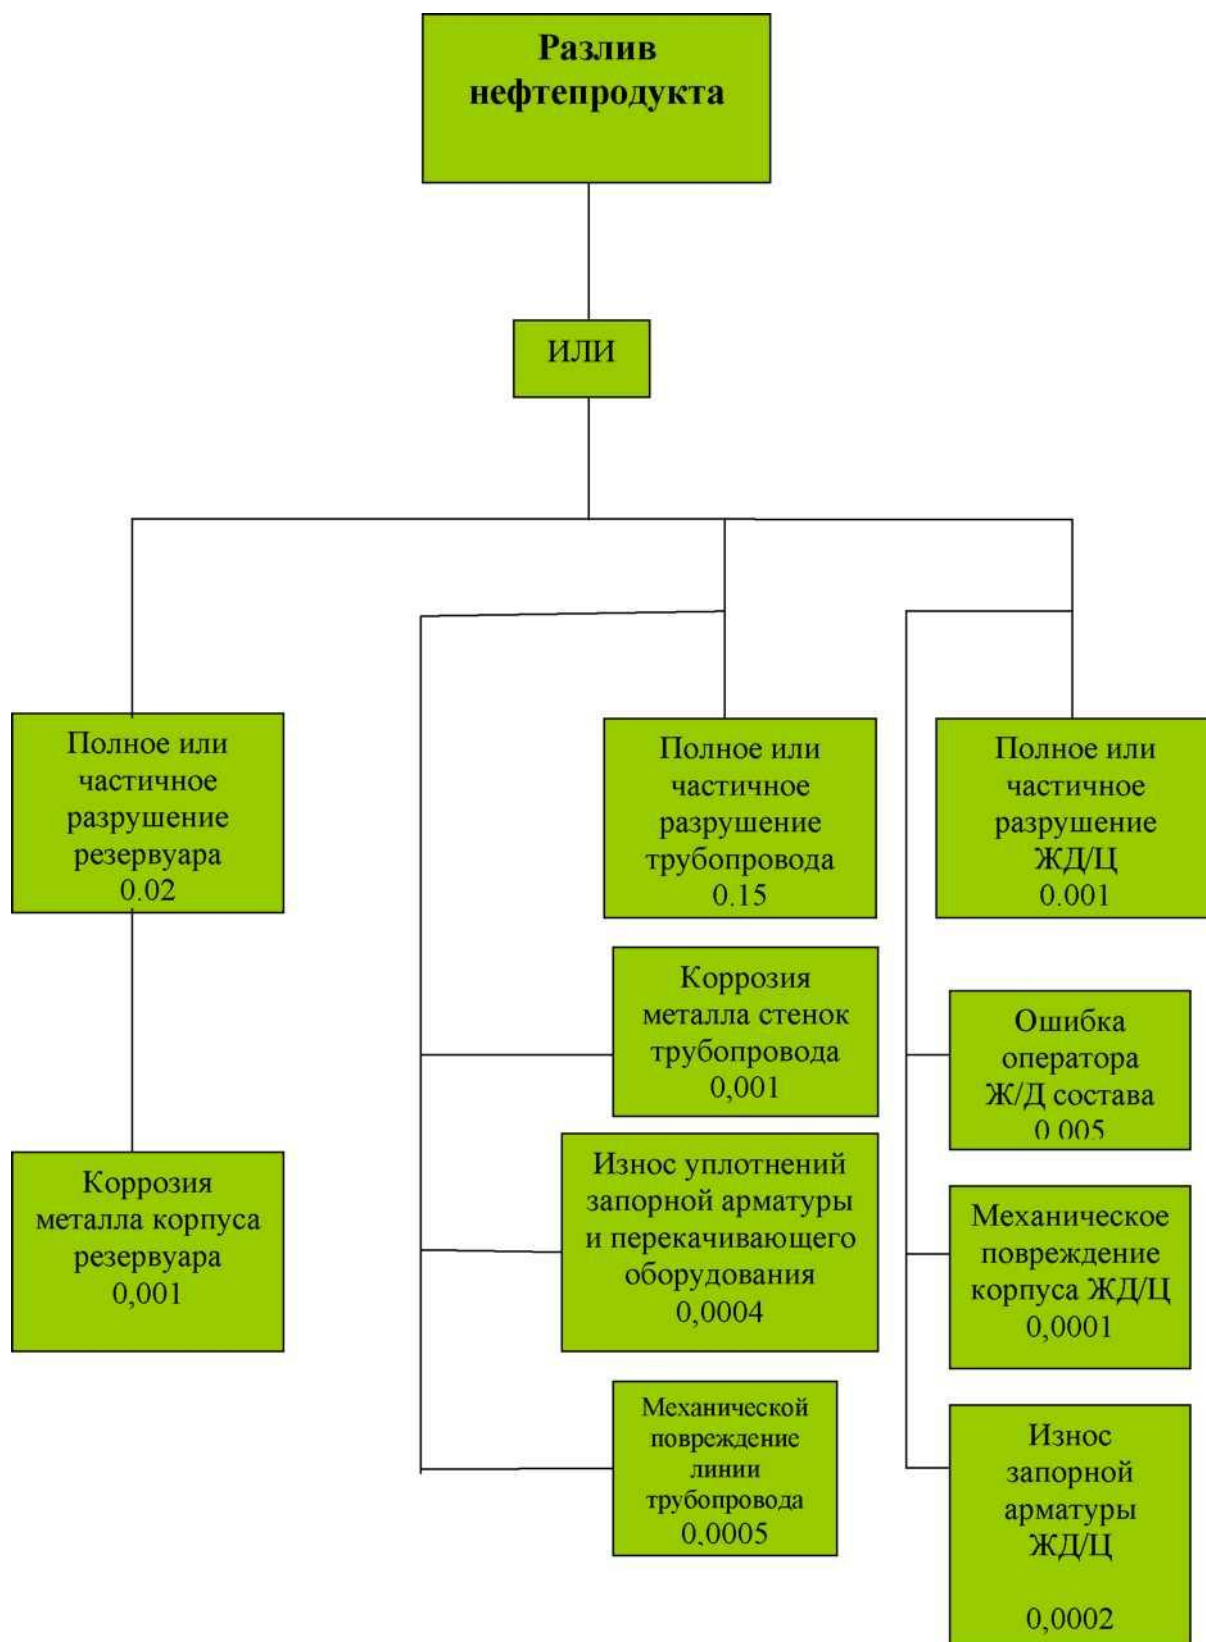 Разлив
нефтепродукта
ИЛИ
Полное или
частичное
разрушение
резервуара
0.02
Полное или
частичное
разрушение
трубопровода
0.15
Полное или
частичное
разрушение
ЖД/Ц
0.001
Коррозия
металла корпуса
резервуара
0,001
Коррозия
металла стенок
трубопровода
0,001
Износ уплотнений
запорной арматуры
и перекачивающего
оборудования
0,0004
Механической
повреждение
линии
трубопровода
0,0005
Ошибка
оператора
Ж/Д состава
0.005
Механическое
повреждение
корпуса ЖД/Ц
0,0001
Износ
запорной
арматуры
ЖД/Ц
0,0002